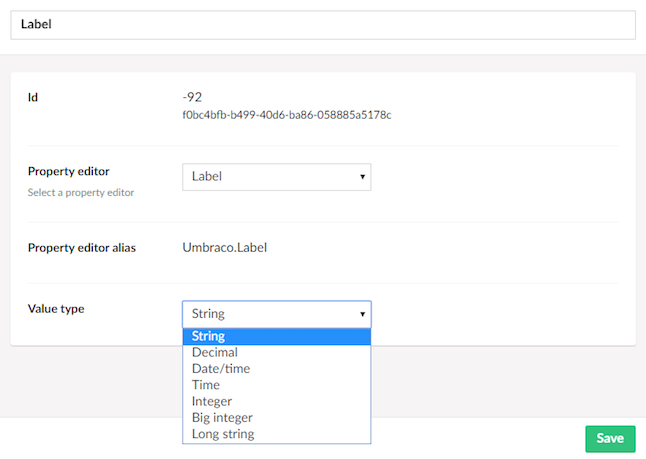 Label
Id
-92
f0bc4bfb-b499-40d6-ba86-058885a5178c
Property editor
Label
Select a property editor
Property editor alias
Umbraco.Label
Value type
String
String
Decimal
Date/time
Time
Integer
Big integer
Long string
Save